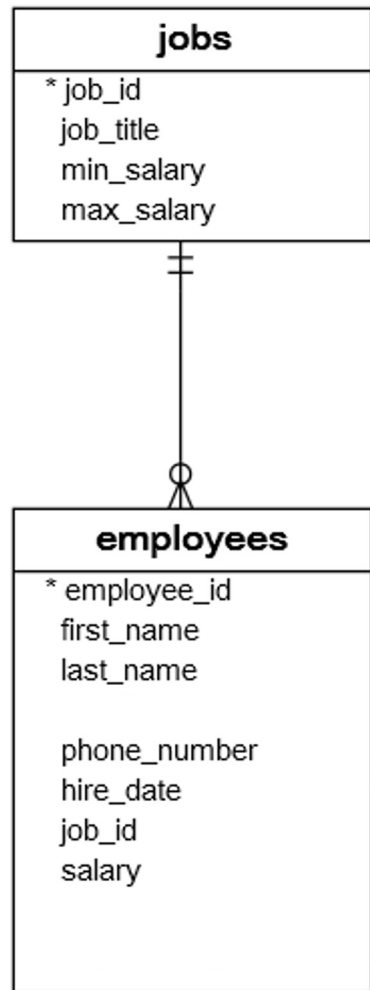 jobs
* job_id
job_title
min_salary
max_salary
employees
* employee_id
first_name
last_name
phone_number
hire_date
job_id
salary